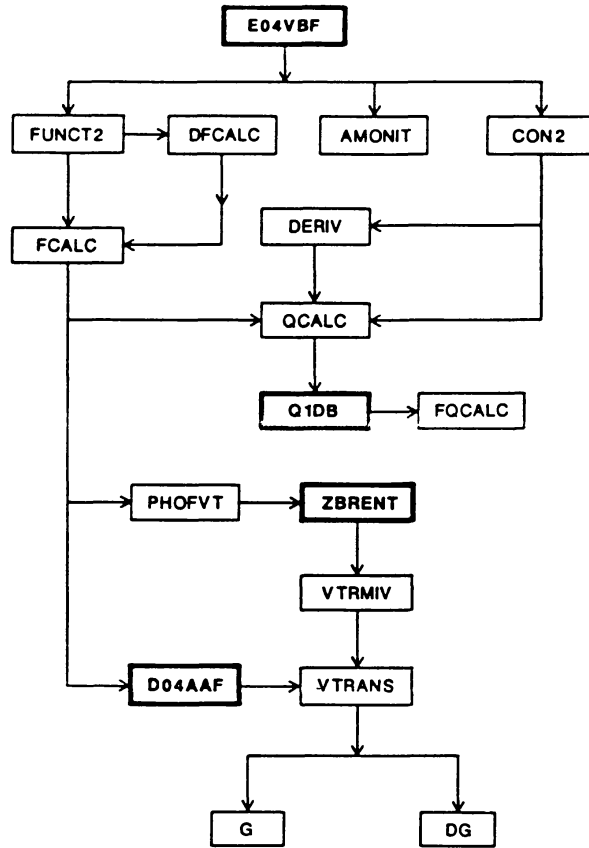 E04VBF
FUNCT2
DFCALC
AMONIT
CON2
FCALC
DERIV
QCALC
Q1DB
FQCALC
PHOFVT
ZBRENT
VTRMIV
D04AAF
VTRANS
G
DG